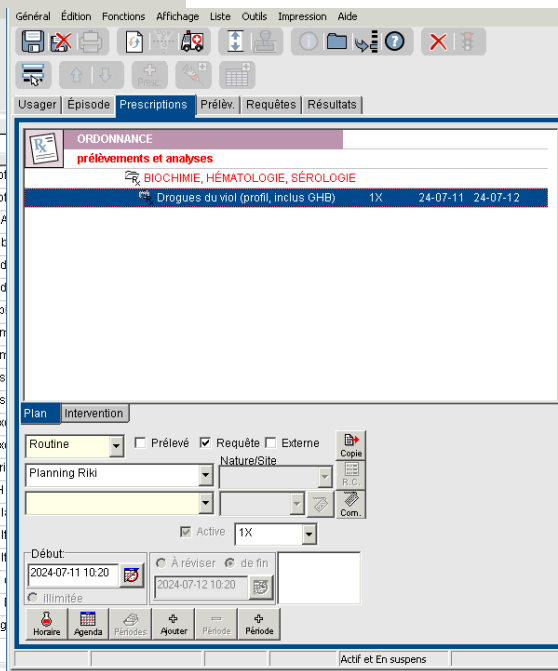 Général Édition Fonctions Affichage Liste Outils Impression Aide
Presc.
Usager Épisode Prescriptions Prélèv. Requêtes Résultats
Rx ORDONNANCE
prélèvements et analyses
BIOCHIMIE, HÉMATOLOGIE, SÉROLOGIE
Drogues du viol (profil, inclus GHB) 1X 24-07-11 24-07-12
Plan Intervention
Routine Prélevé Requête Externe Copie
Nature/Site
Planning Riki R.C.
Com.
Active 1X
Début:
À réviser de fin
2024-07-11 10:20
2024-07-12 10:20
illimitée
Horaire Agenda Périodes Ajouter Période Période
Actif et En suspens